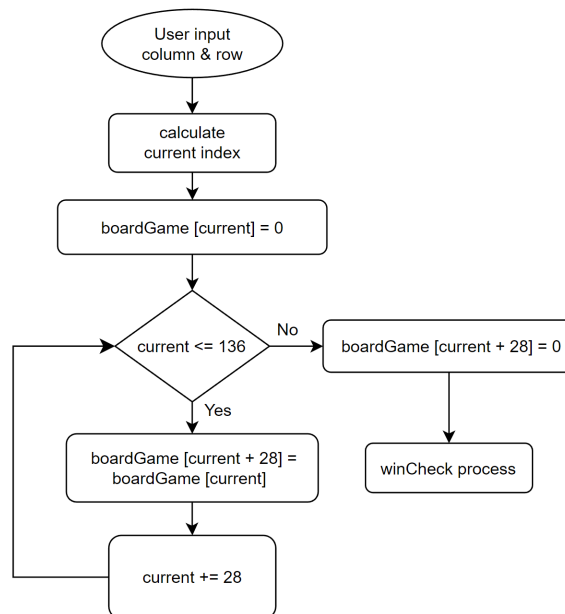 User input
column & row
calculate
current index
boardGame [current] = 0
current <= 136
No
boardGame [current + 28] = 0
Yes
boardGame [current + 28] =
boardGame [current]
winCheck process
current += 28